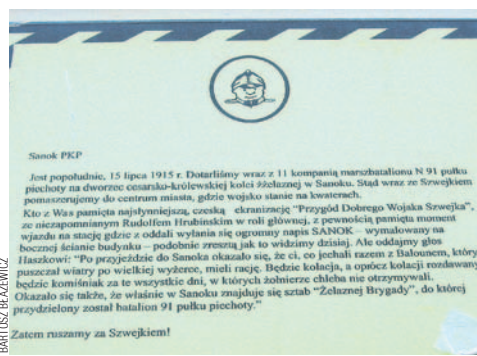 Sanok PKP
Jest popołudnie, 15 lipca 1915 r. Dotarliśmy wraz z 11 kompanią marszbatalionu N 91 pułku
piechoty na dworzec cesarsko-królewskiej kolei żżelaznej w Sanoku. Stąd wraz ze Szwejkiem
pomaszerujemy do centrum miasta, gdzie wojsko stanie na kwaterach.
Kto z Was pamięta najsłynniejszą, czeską ekranizację "Przygód Dobrego Wojska Szwejka",
ze niezapomnianym Rudolfem Hrubinskim w roli głównej, z pewnością pamięta moment
wjazdu na stację gdzie z oddali wyłania się ogromny napis SANOK – wymalowany na
bocznej ścianie budynku – podobnie zresztą jak to widzimy dzisiaj. Ale oddajmy głos
Haszkowi: "Po przyjeździe do Sanoka okazało się, że ci, co jechali razem z Balounem, który
puszczał wiatry po wielkiej wyżerce, mieli rację. Będzie kolacja, a oprócz kolacji rozdawany
będzie komiśniak za te wszystkie dni, w których żołnierze chleba nie otrzymywali.
Okazało się także, że właśnie w Sanoku znajduje się sztab "Żelaznej Brygady", do której
przydzielony został batalion 91 pułku piechoty."
Zatem ruszamy za Szwejkiem!
BARTOSZ BŁAŻEWICZ